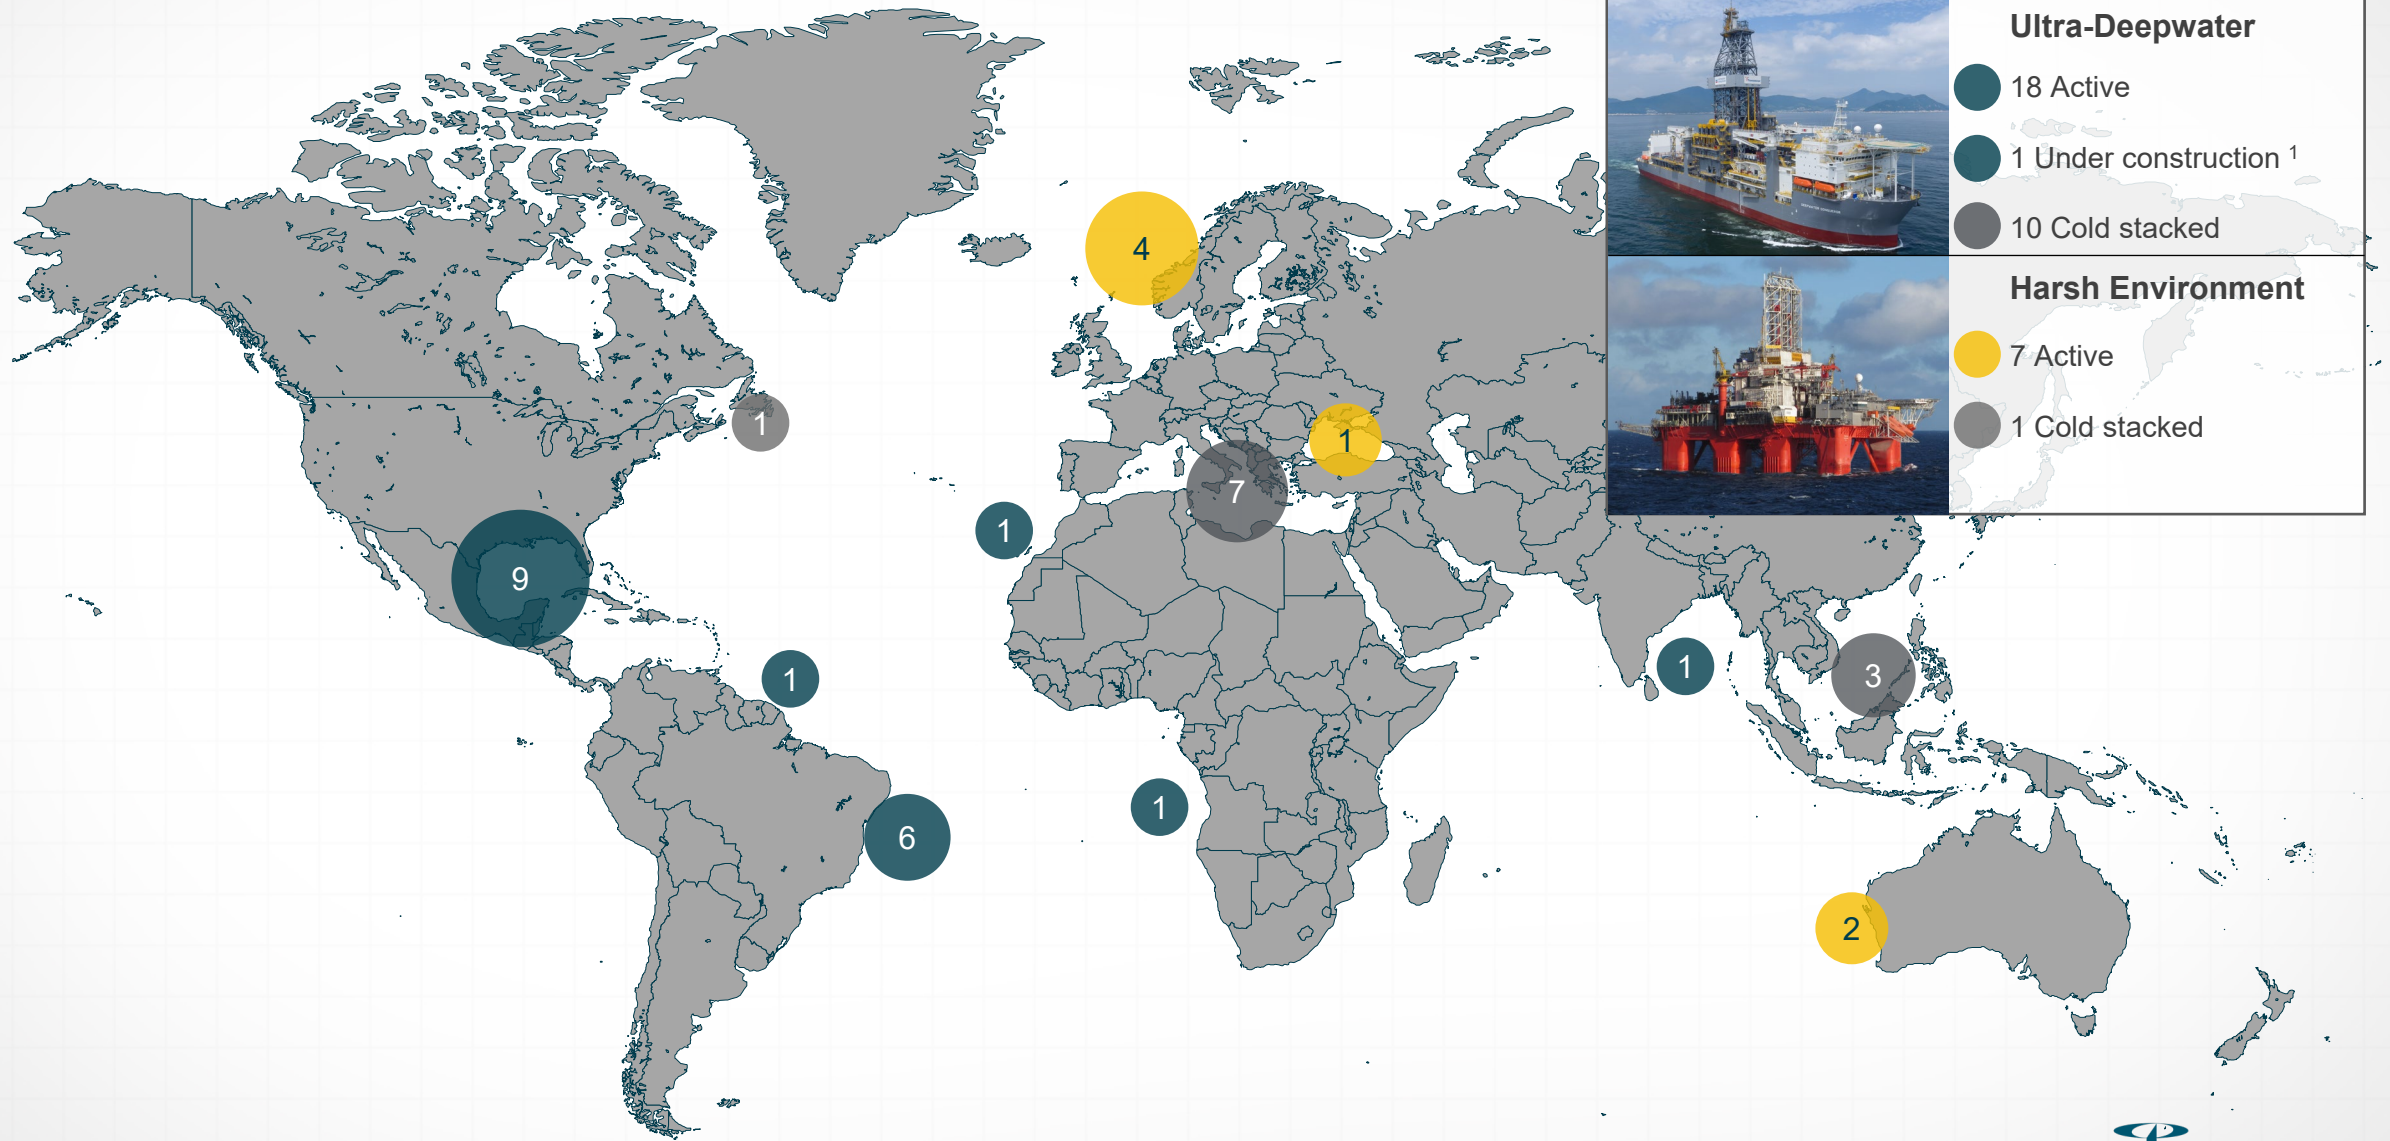 Ultra-Deepwater
18 Active
1 Under construction 1
10 Cold stacked
Harsh Environment
7 Active
1 Cold stacked
4
1
1
7
1
9
1
1
3
1
6
2